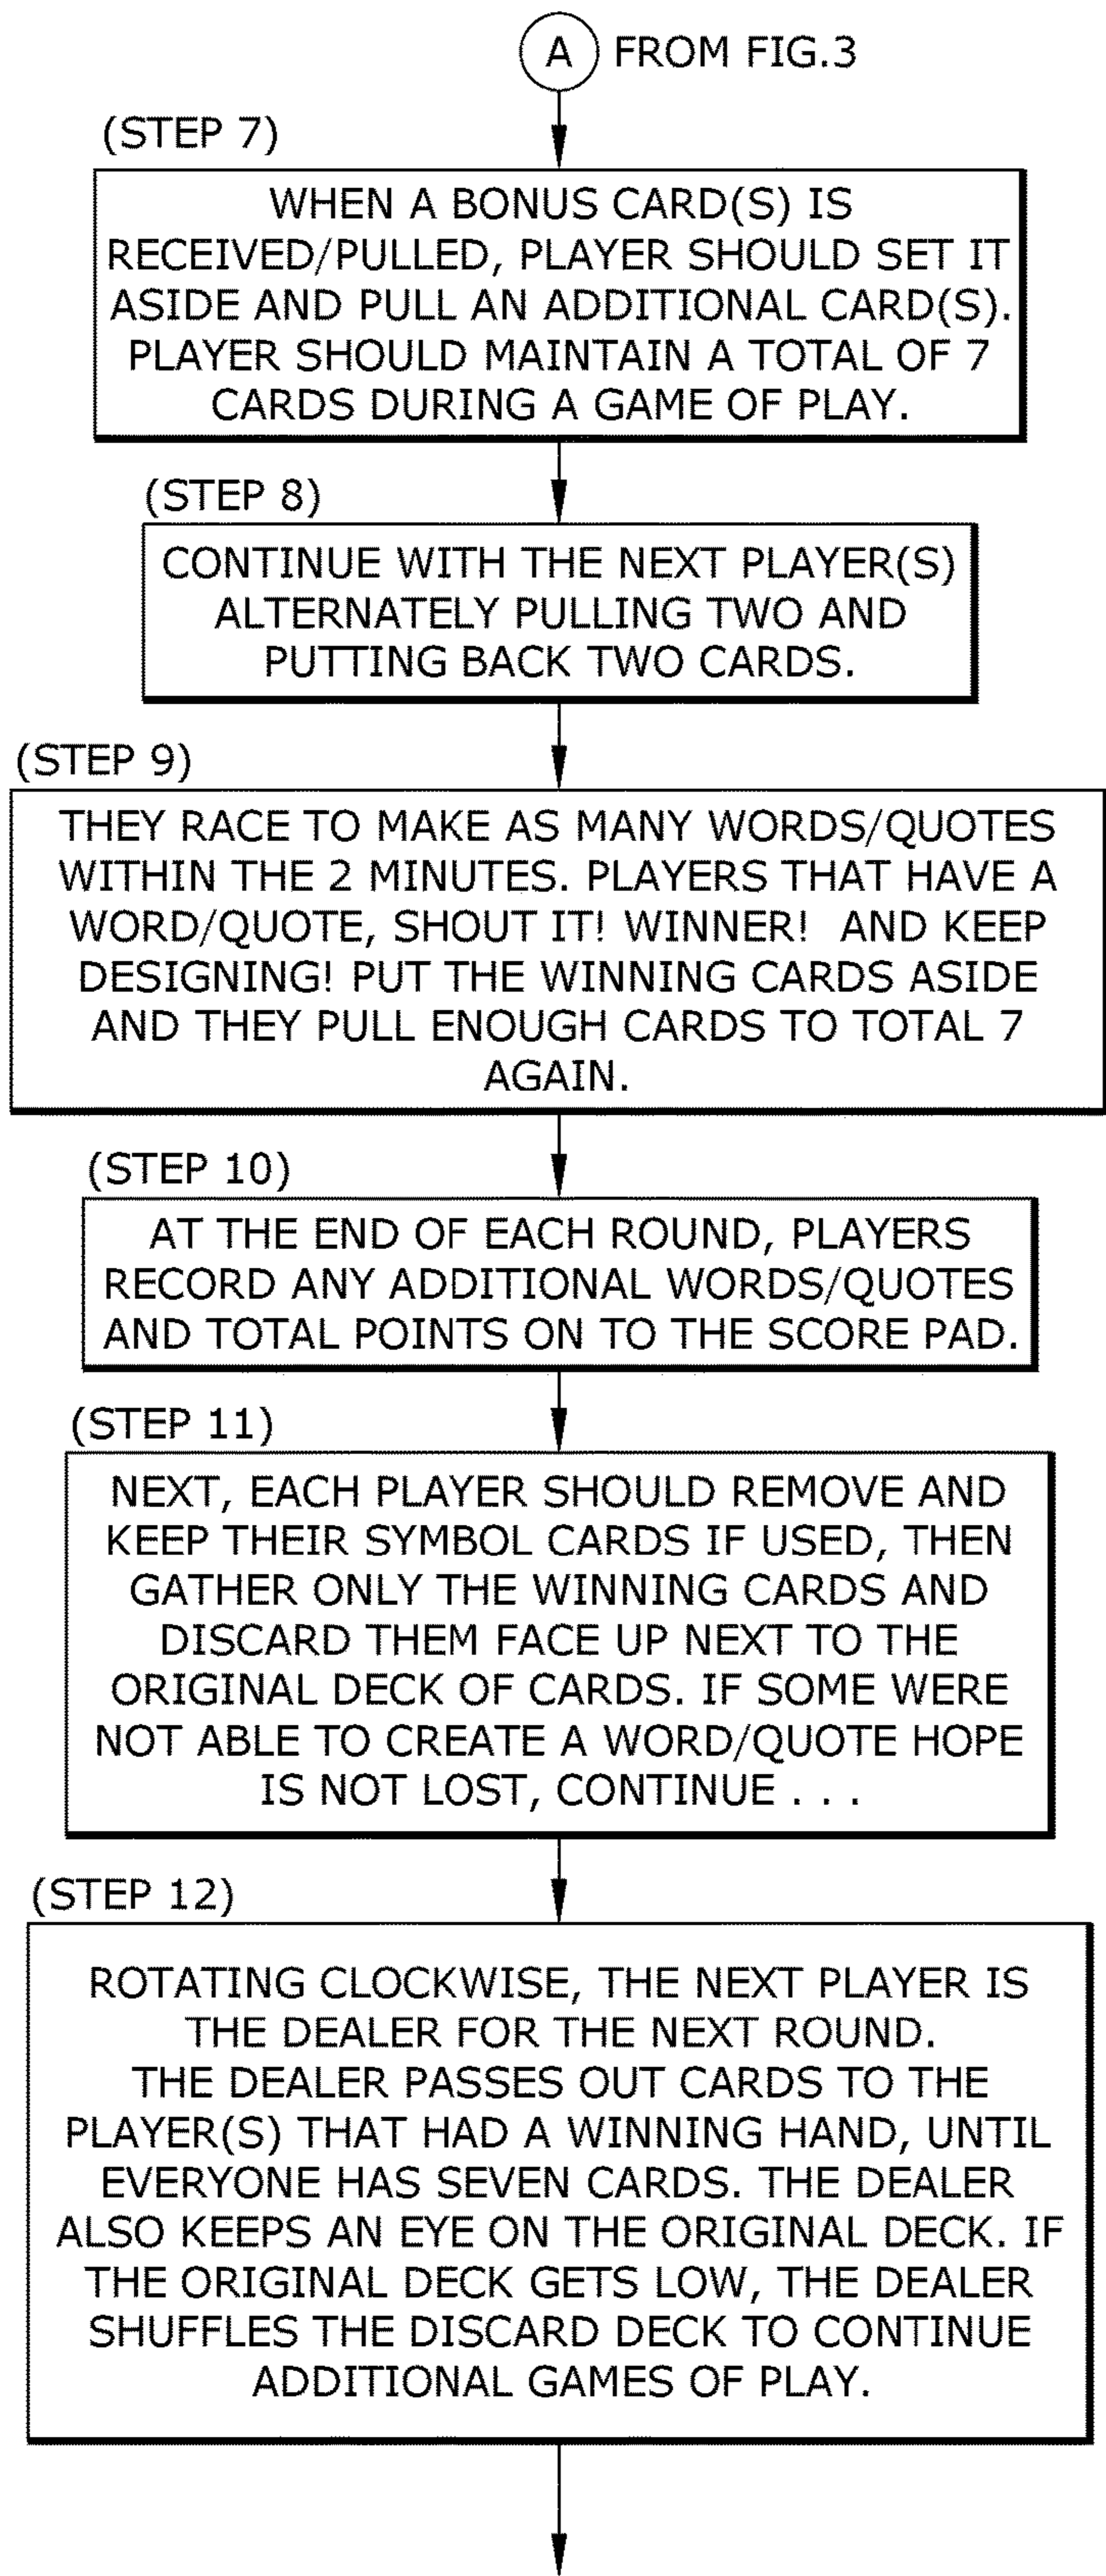 A FROM FIG.3
(STEP 7)
WHEN A BONUS CARD(S) IS
RECEIVED/PULLED, PLAYER SHOULD SET IT
ASIDE AND PULL AN ADDITIONAL CARD(S).
PLAYER SHOULD MAINTAIN A TOTAL OF 7
CARDS DURING A GAME OF PLAY.
(STEP 8)
CONTINUE WITH THE NEXT PLAYER(S)
ALTERNATELY PULLING TWO AND
PUTTING BACK TWO CARDS.
(STEP 9)
THEY RACE TO MAKE AS MANY WORDS/QUOTES
WITHIN THE 2 MINUTES. PLAYERS THAT HAVE A
WORD/QUOTE, SHOUT IT! WINNER! AND KEEP
DESIGNING! PUT THE WINNING CARDS ASIDE
AND THEY PULL ENOUGH CARDS TO TOTAL 7
AGAIN.
(STEP 10)
AT THE END OF EACH ROUND, PLAYERS
RECORD ANY ADDITIONAL WORDS/QUOTES
AND TOTAL POINTS ON TO THE SCORE PAD.
(STEP 11)
NEXT, EACH PLAYER SHOULD REMOVE AND
KEEP THEIR SYMBOL CARDS IF USED, THEN
GATHER ONLY THE WINNING CARDS AND
DISCARD THEM FACE UP NEXT TO THE
ORIGINAL DECK OF CARDS. IF SOME WERE
NOT ABLE TO CREATE A WORD/QUOTE HOPE
IS NOT LOST, CONTINUE . . .
(STEP 12)
ROTATING CLOCKWISE, THE NEXT PLAYER IS
THE DEALER FOR THE NEXT ROUND.
THE DEALER PASSES OUT CARDS TO THE
PLAYER(S) THAT HAD A WINNING HAND, UNTIL
EVERYONE HAS SEVEN CARDS. THE DEALER
ALSO KEEPS AN EYE ON THE ORIGINAL DECK. IF
THE ORIGINAL DECK GETS LOW, THE DEALER
SHUFFLES THE DISCARD DECK TO CONTINUE
ADDITIONAL GAMES OF PLAY.